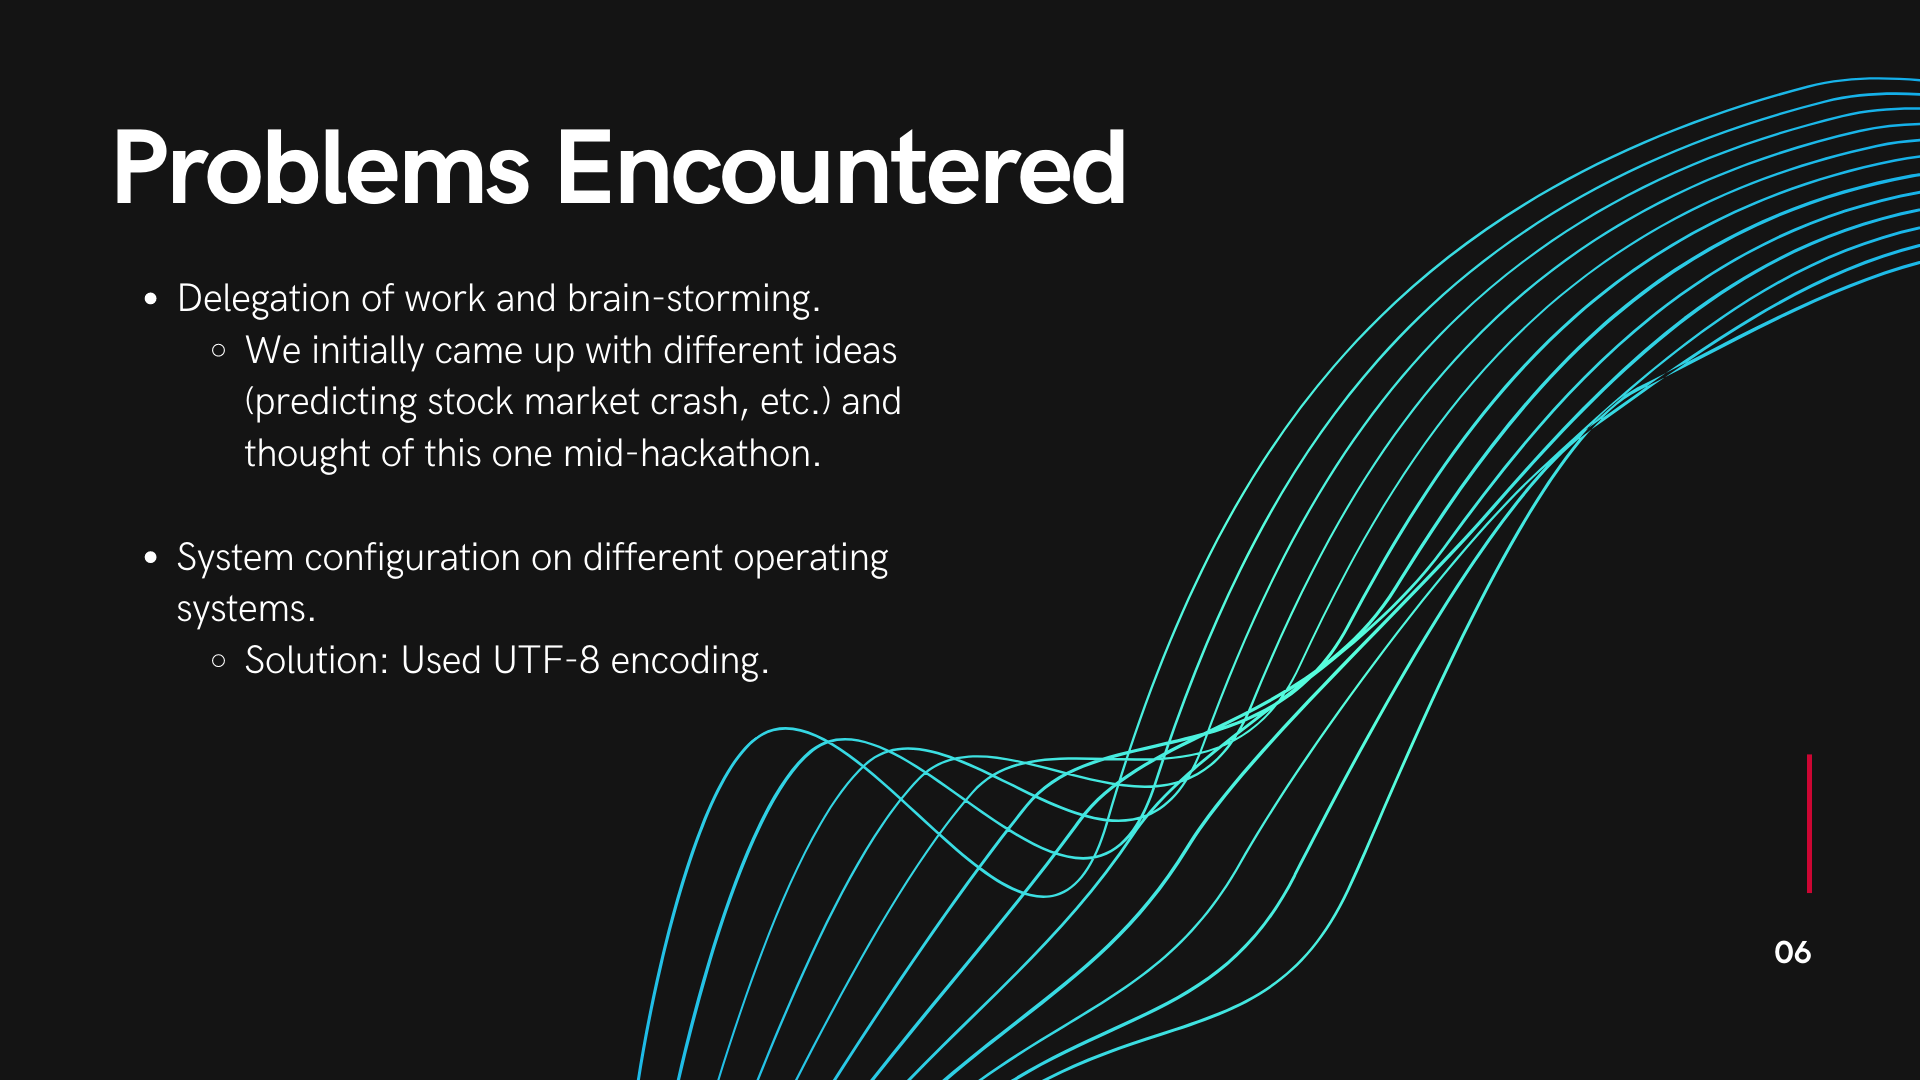 Problems Encountered
• Delegation of work and brain-storming.
○ We initially came up with different ideas
(predicting stock market crash, etc.) and
thought of this one mid-hackathon.
• System configuration on different operating
systems.
○ Solution: Used UTF-8 encoding.
06